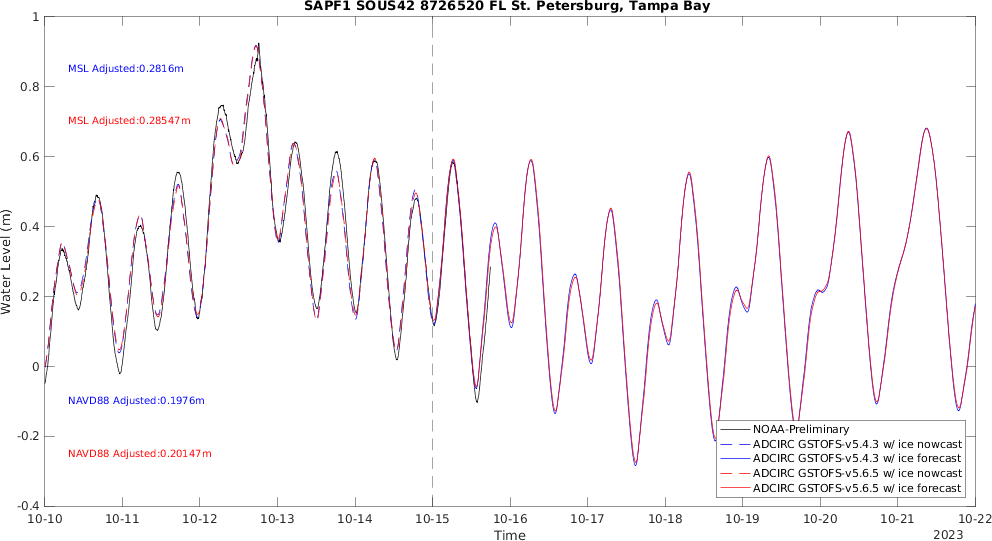 SAPF1 SOUS42 8726520 FL St. Petersburg, Tampa Bay
1
0.8
0.6
0.4
0.2
0
-0.2
-0.4
Water Level (m)
MSL Adjusted:0.2816m
MSL Adjusted:0.28547m
NAVD88 Adjusted:0.1976m
NAVD88 Adjusted:0.20147m
NOAA-Preliminary
ADCIRC GSTOFS-v5.4.3 w/ ice nowcast
ADCIRC GSTOFS-v5.4.3 w/ ice forecast
ADCIRC GSTOFS-v5.6.5 w/ ice nowcast
ADCIRC GSTOFS-v5.6.5 w/ ice forecast
10-10 10-11 10-12 10-13 10-14 10-15 10-16 10-17 10-18 10-19 10-20 10-21 10-22
Time
2023